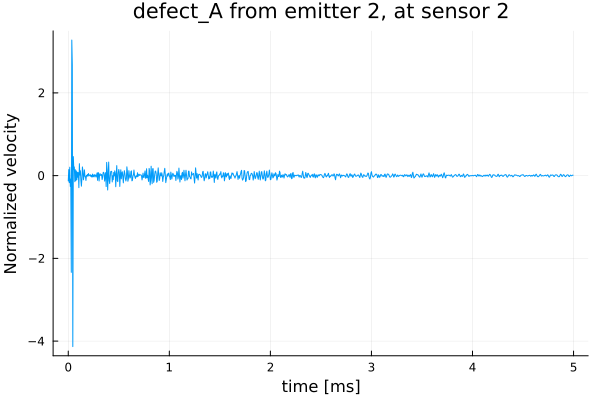 defect_A from emitter 2, at sensor 2
Normalized velocity
2
0
−2
−4
0 1 2 3 4 5
time [ms]